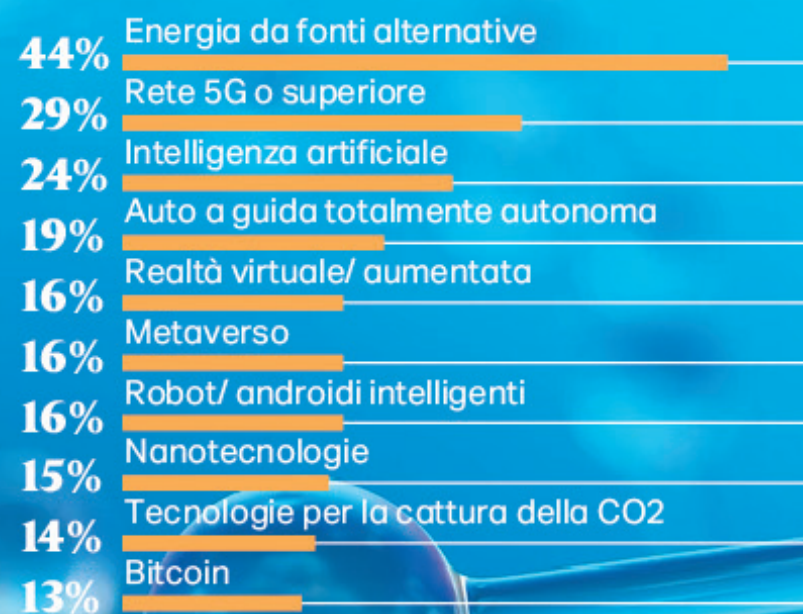 Energia da fonti alternative
44%
Rete 5G o superiore
29%
Intelligenza artificiale
24%
Auto a guida totalmente autonoma
19%
Realtà virtuale/ aumentata
16%
Metaverso
16%
Robot/ androidi intelligenti
16%
Nanotecnologie
15%
Tecnologie per la cattura della CO2
14%
Bitcoin
13%